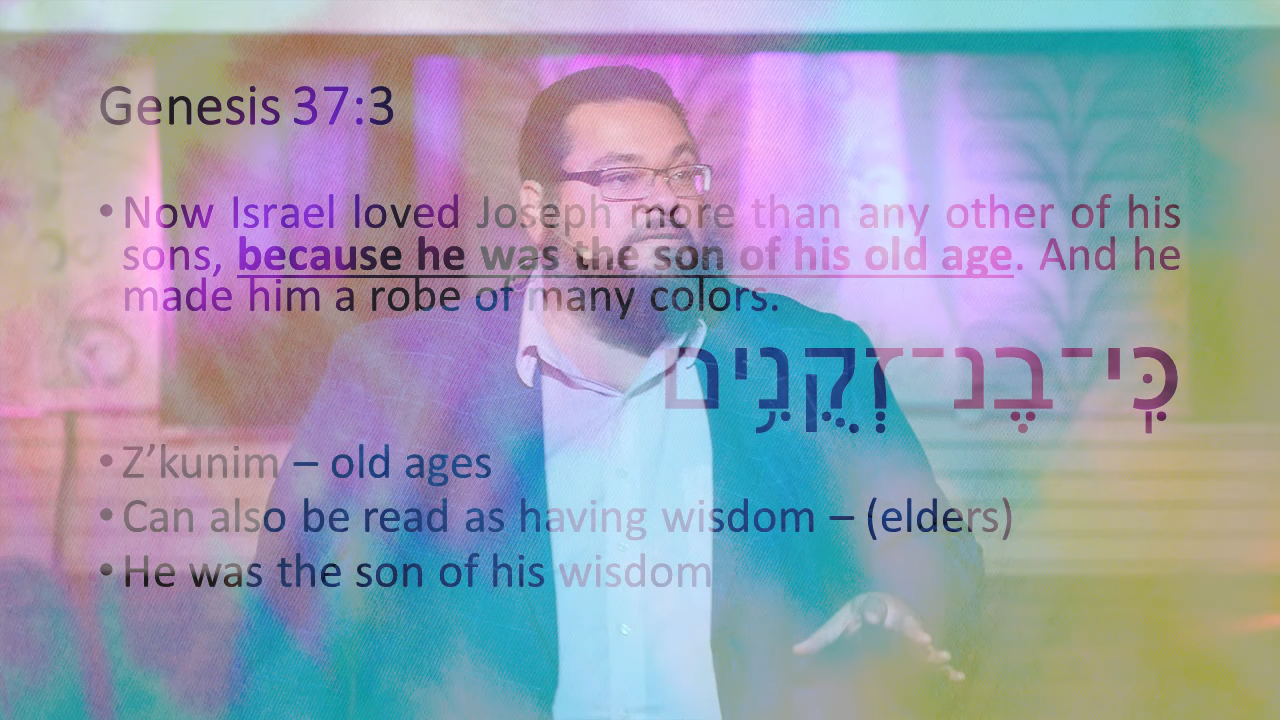 Genesis 37:3
• Now Israel loved Joseph more than any other of his
sons, because he was the son of his old age. And he
made him a robe of many colors.
כִּֽי־בֶנ־זְקֻנִ֥ים
• Z’kunim – old ages
• Can also be read as having wisdom – (elders)
• He was the son of his wisdom